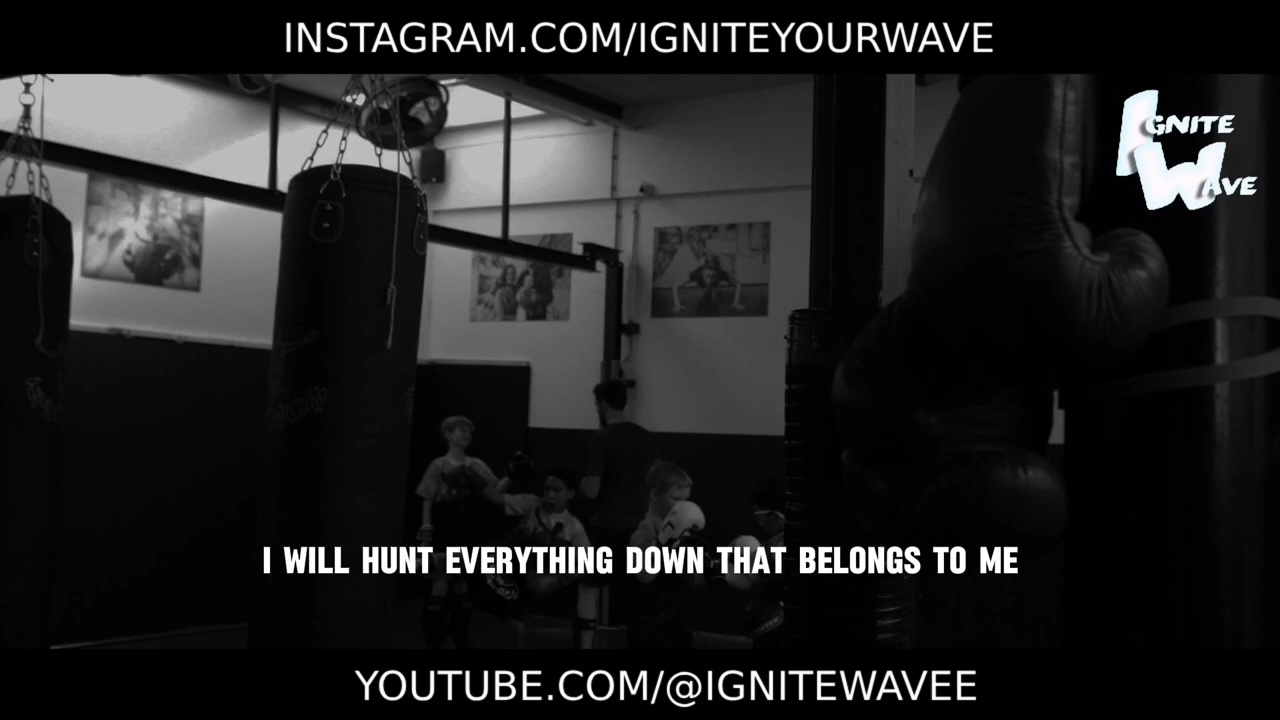 INSTAGRAM.COM/IGNITEYOURWAVE
IGNITE
WAVE
I WILL HUNT EVERYTHING DOWN THAT BELONGS TO ME
YOUTUBE.COM/@IGNITEWAVEE